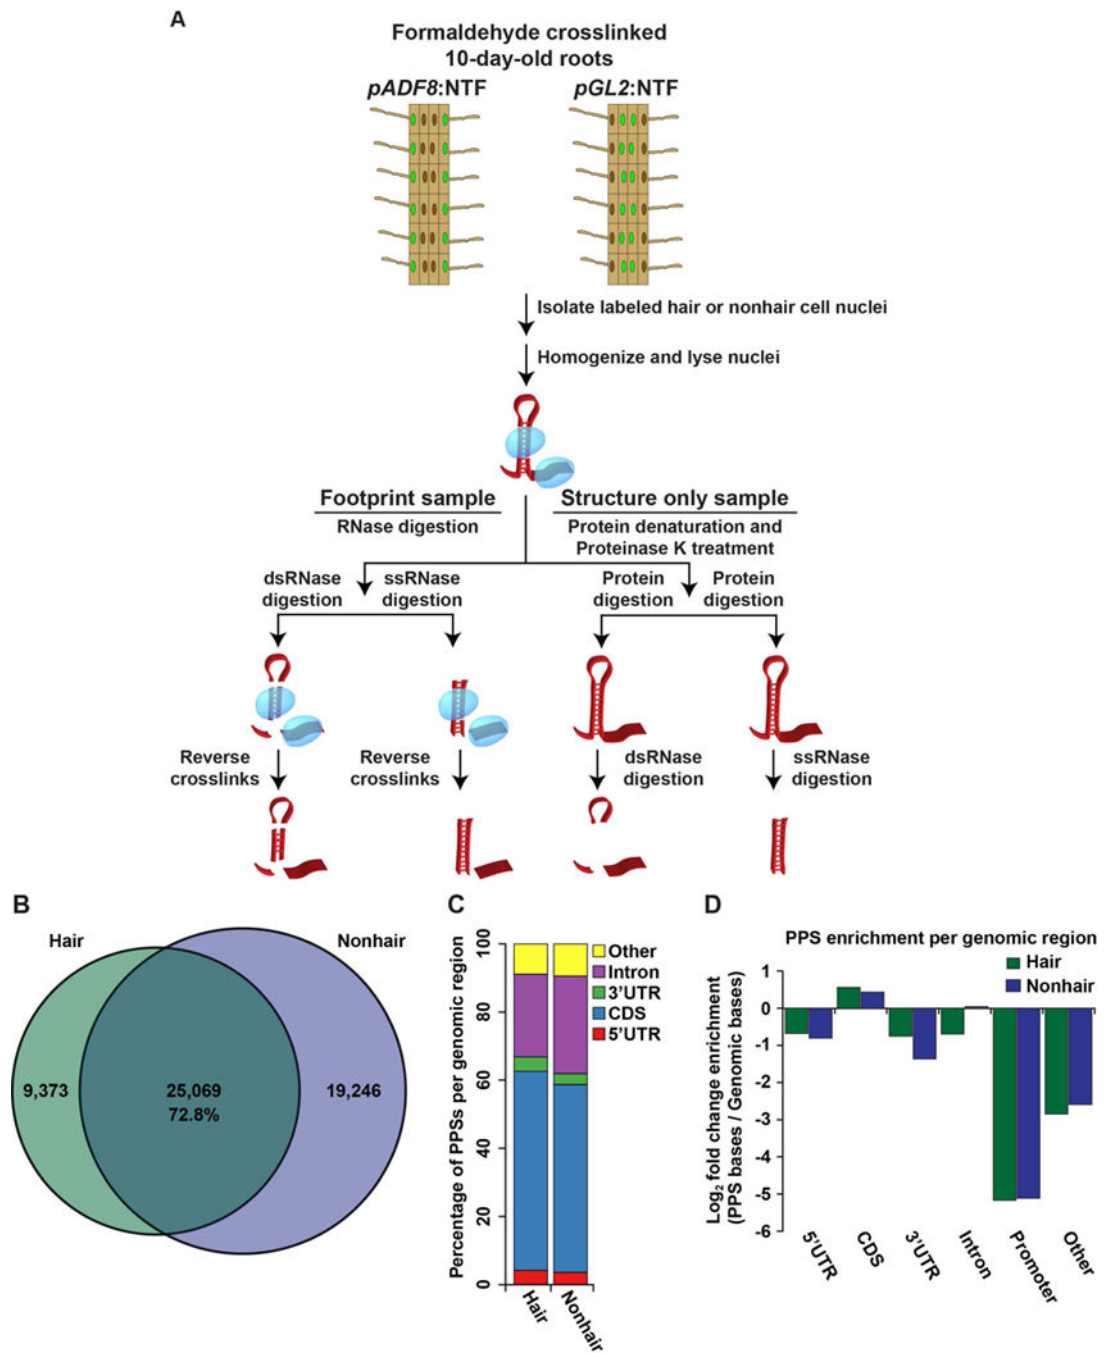 A
Formaldehyde crosslinked
10-day-old roots
pADF8:NTF
pGL2:NTF
Isolate labeled hair or nonhair cell nuclei
Homogenize and lyse nuclei
Footprint sample
RNase digestion
Structure only sample
Protein denaturation and
Proteinase K treatment
dsRNase
digestion
ssRNase
digestion
Protein
digestion
Protein
digestion
Reverse
crosslinks
Reverse
crosslinks
dsRNase
digestion
ssRNase
digestion
B
Hair
Nonhair
9,373
25,069
72.8%
19,246
C
Percentage of PPSs per genomic region
100
80
60
40
20
0
Other
Intron
3'UTR
CDS
5'UTR
Hair
Nonhair
D
PPS enrichment per genomic region
Hair
Nonhair
Log₂ fold change enrichment
(PPS bases / Genomic bases)
1
0
-1
-2
-3
-4
-5
-6
5'UTR
CDS
3'UTR
Intron
Promoter
Other